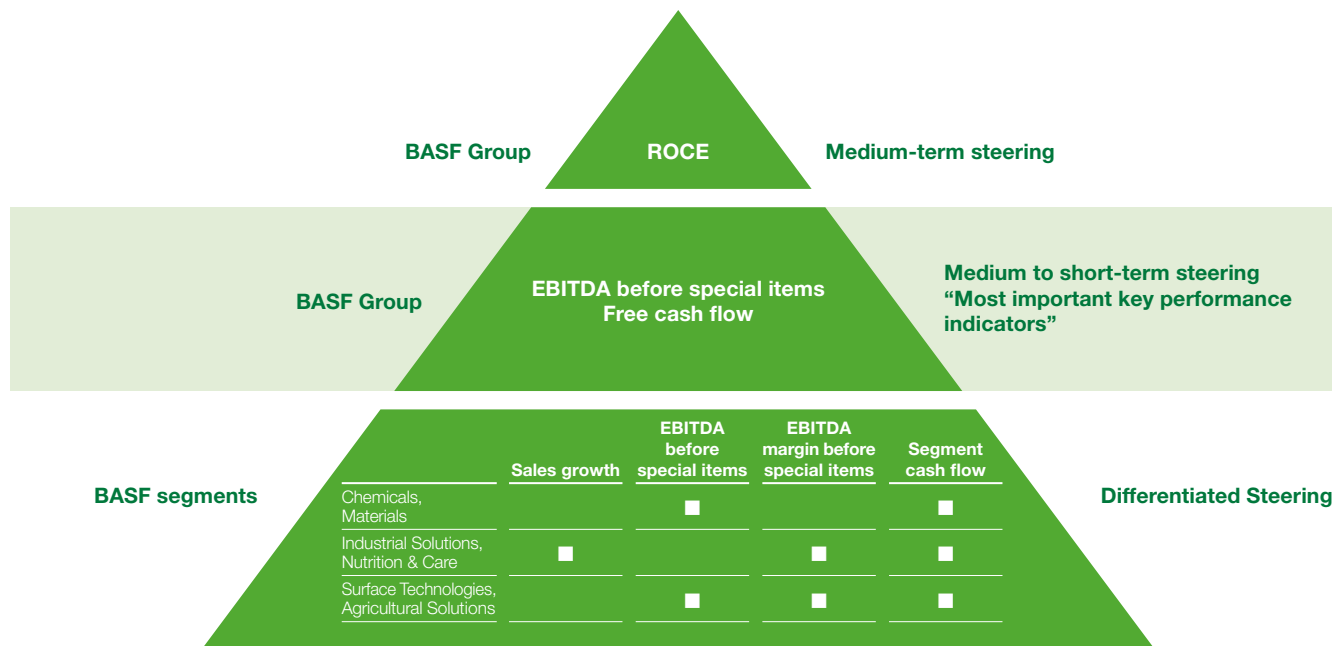 BASF Group
ROCE
Medium-term steering
BASF Group
EBITDA before special items
Free cash flow
Medium to short-term steering
“Most important key performance
indicators”
BASF segments
Sales growth
EBITDA
before
special items
EBITDA
margin before
special items
Segment
cash flow
Chemicals,
Materials
■ ■
Industrial Solutions,
Nutrition & Care
■ ■ ■
Surface Technologies,
Agricultural Solutions
■ ■ ■
Differentiated Steering